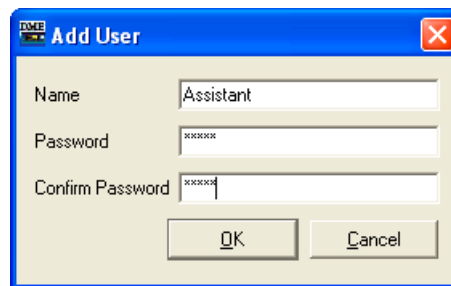 DME Add User
Name Assistant
Password *****
Confirm Password *****
OK Cancel